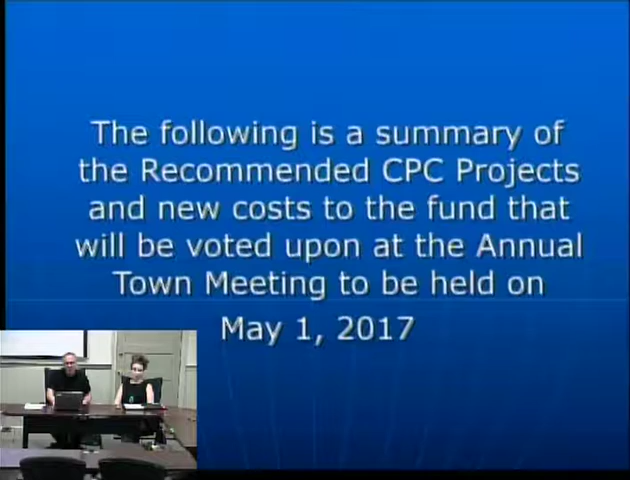 The following is a summary of
the Recommended CPC Projects
and new costs to the fund that
will be voted upon at the Annual
Town Meeting to be held on
May 1, 2017